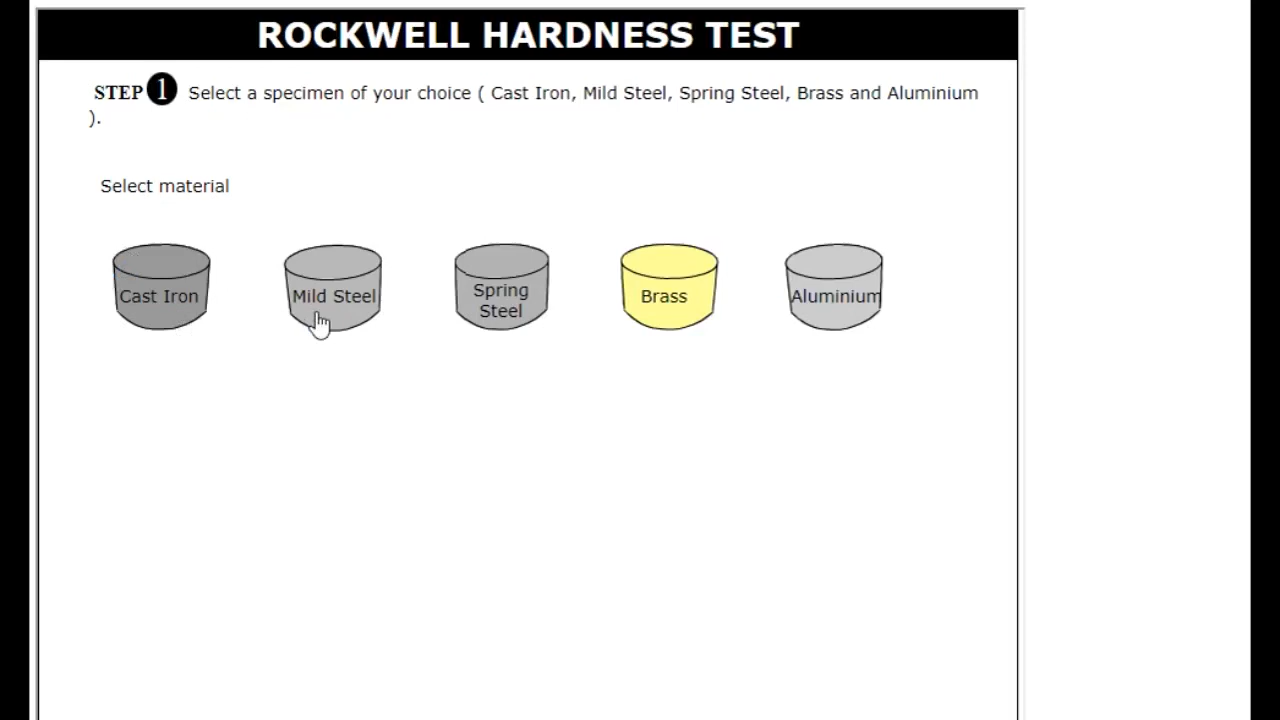 ROCKWELL HARDNESS TEST
STEP 1 Select a specimen of your choice ( Cast Iron, Mild Steel, Spring Steel, Brass and Aluminium
).
Select material
Cast Iron
Mild Steel
Spring
Steel
Brass
Aluminium